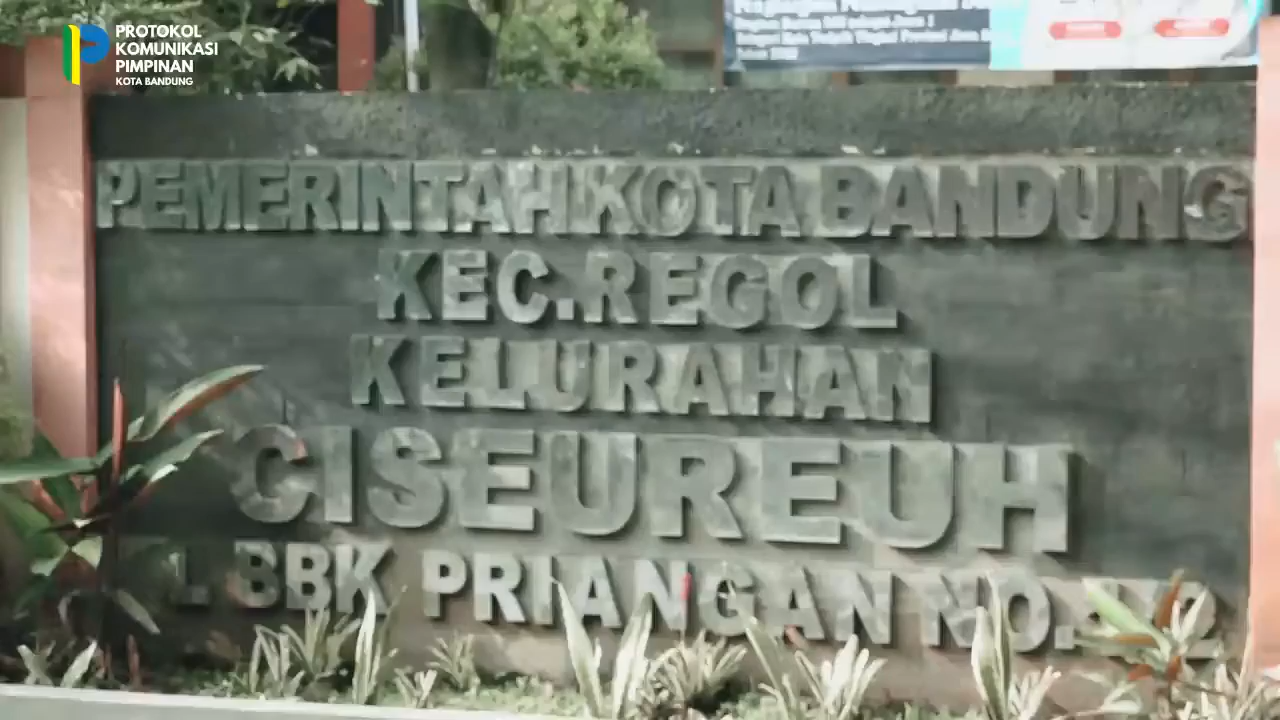 PROTOKOL
KOMUNIKASI
PIMPINAN
KOTA BANDUNG
PEMERINTAH KOTA BANDUNG
KEC.REGOL
KELURAHAN
CISEUREUH
L BBK PRIANGAN NO.